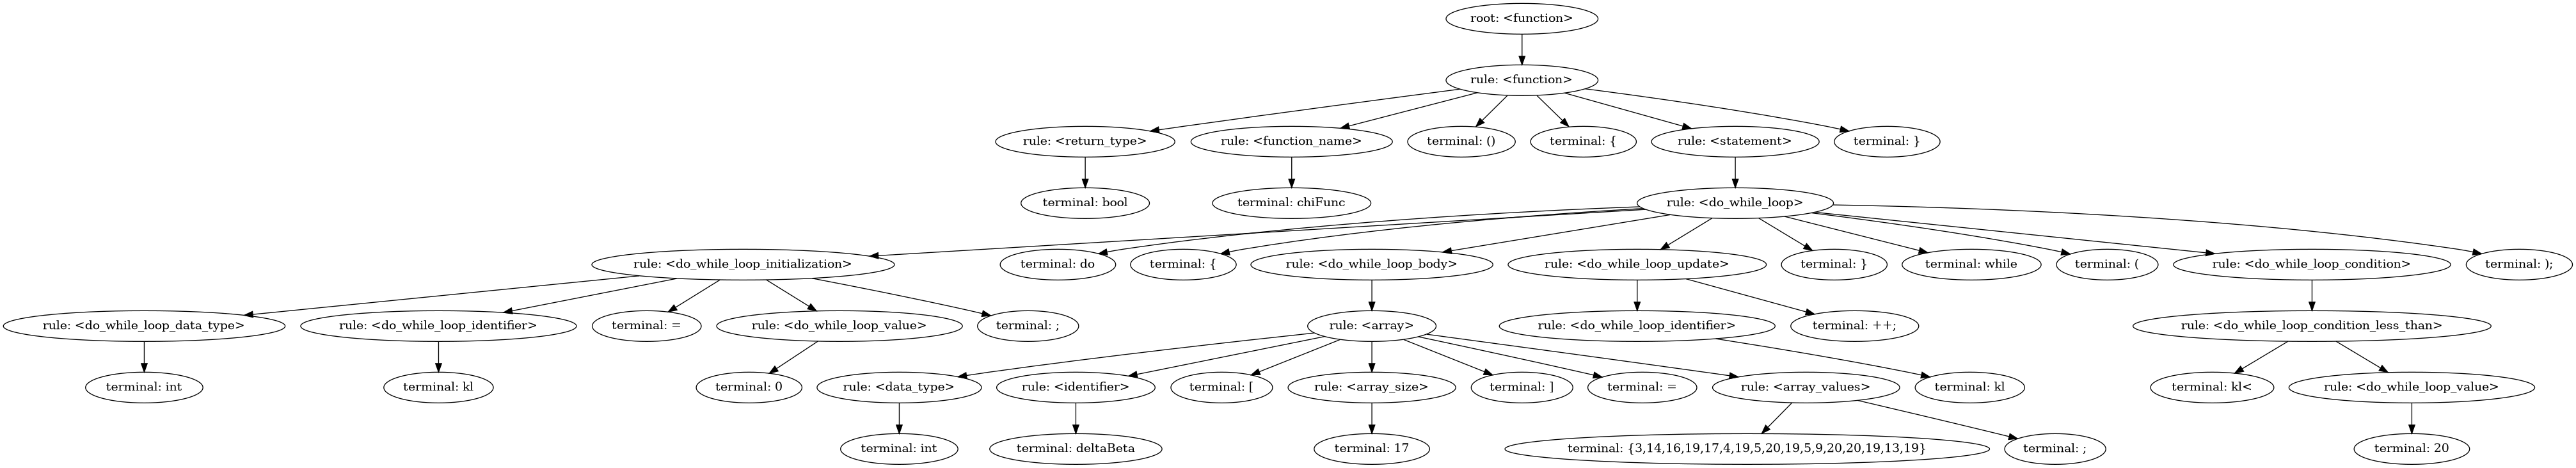 root: <function>
rule: <function>
rule: <return_type> rule: <function_name> terminal: () terminal: { rule: <statement> terminal: }
terminal: bool terminal: chiFunc rule: <do_while_loop>
rule: <do_while_loop_initialization> terminal: do terminal: { rule: <do_while_loop_body> rule: <do_while_loop_update> terminal: } terminal: while terminal: ( rule: <do_while_loop_condition> terminal: );
rule: <do_while_loop_data_type> rule: <do_while_loop_identifier> terminal: = rule: <do_while_loop_value> terminal: ; rule: <array> rule: <do_while_loop_identifier> terminal: ++; rule: <do_while_loop_condition_less_than>
terminal: int terminal: kl terminal: 0 rule: <data_type> rule: <identifier> terminal: [ rule: <array_size> terminal: ] terminal: = rule: <array_values> terminal: kl terminal: kl< rule: <do_while_loop_value>
terminal: int terminal: deltaBeta terminal: 17 terminal: {3,14,16,19,17,4,19,5,20,19,5,9,20,20,19,13,19} terminal: ; terminal: 20